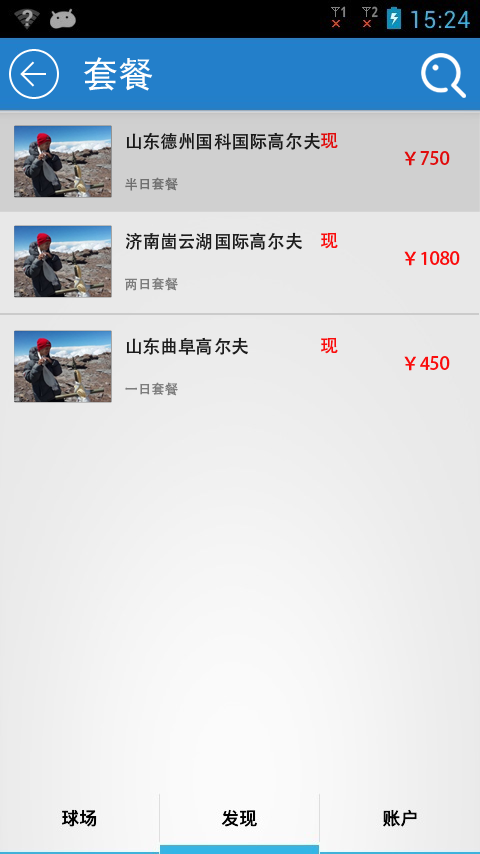 1 2 15:24
套餐
山东德州国科国际高尔夫现
¥750
半日套餐
济南崮云湖国际高尔夫 现
¥1080
两日套餐
山东曲阜高尔夫 现
¥450
一日套餐
球场 发现 账户